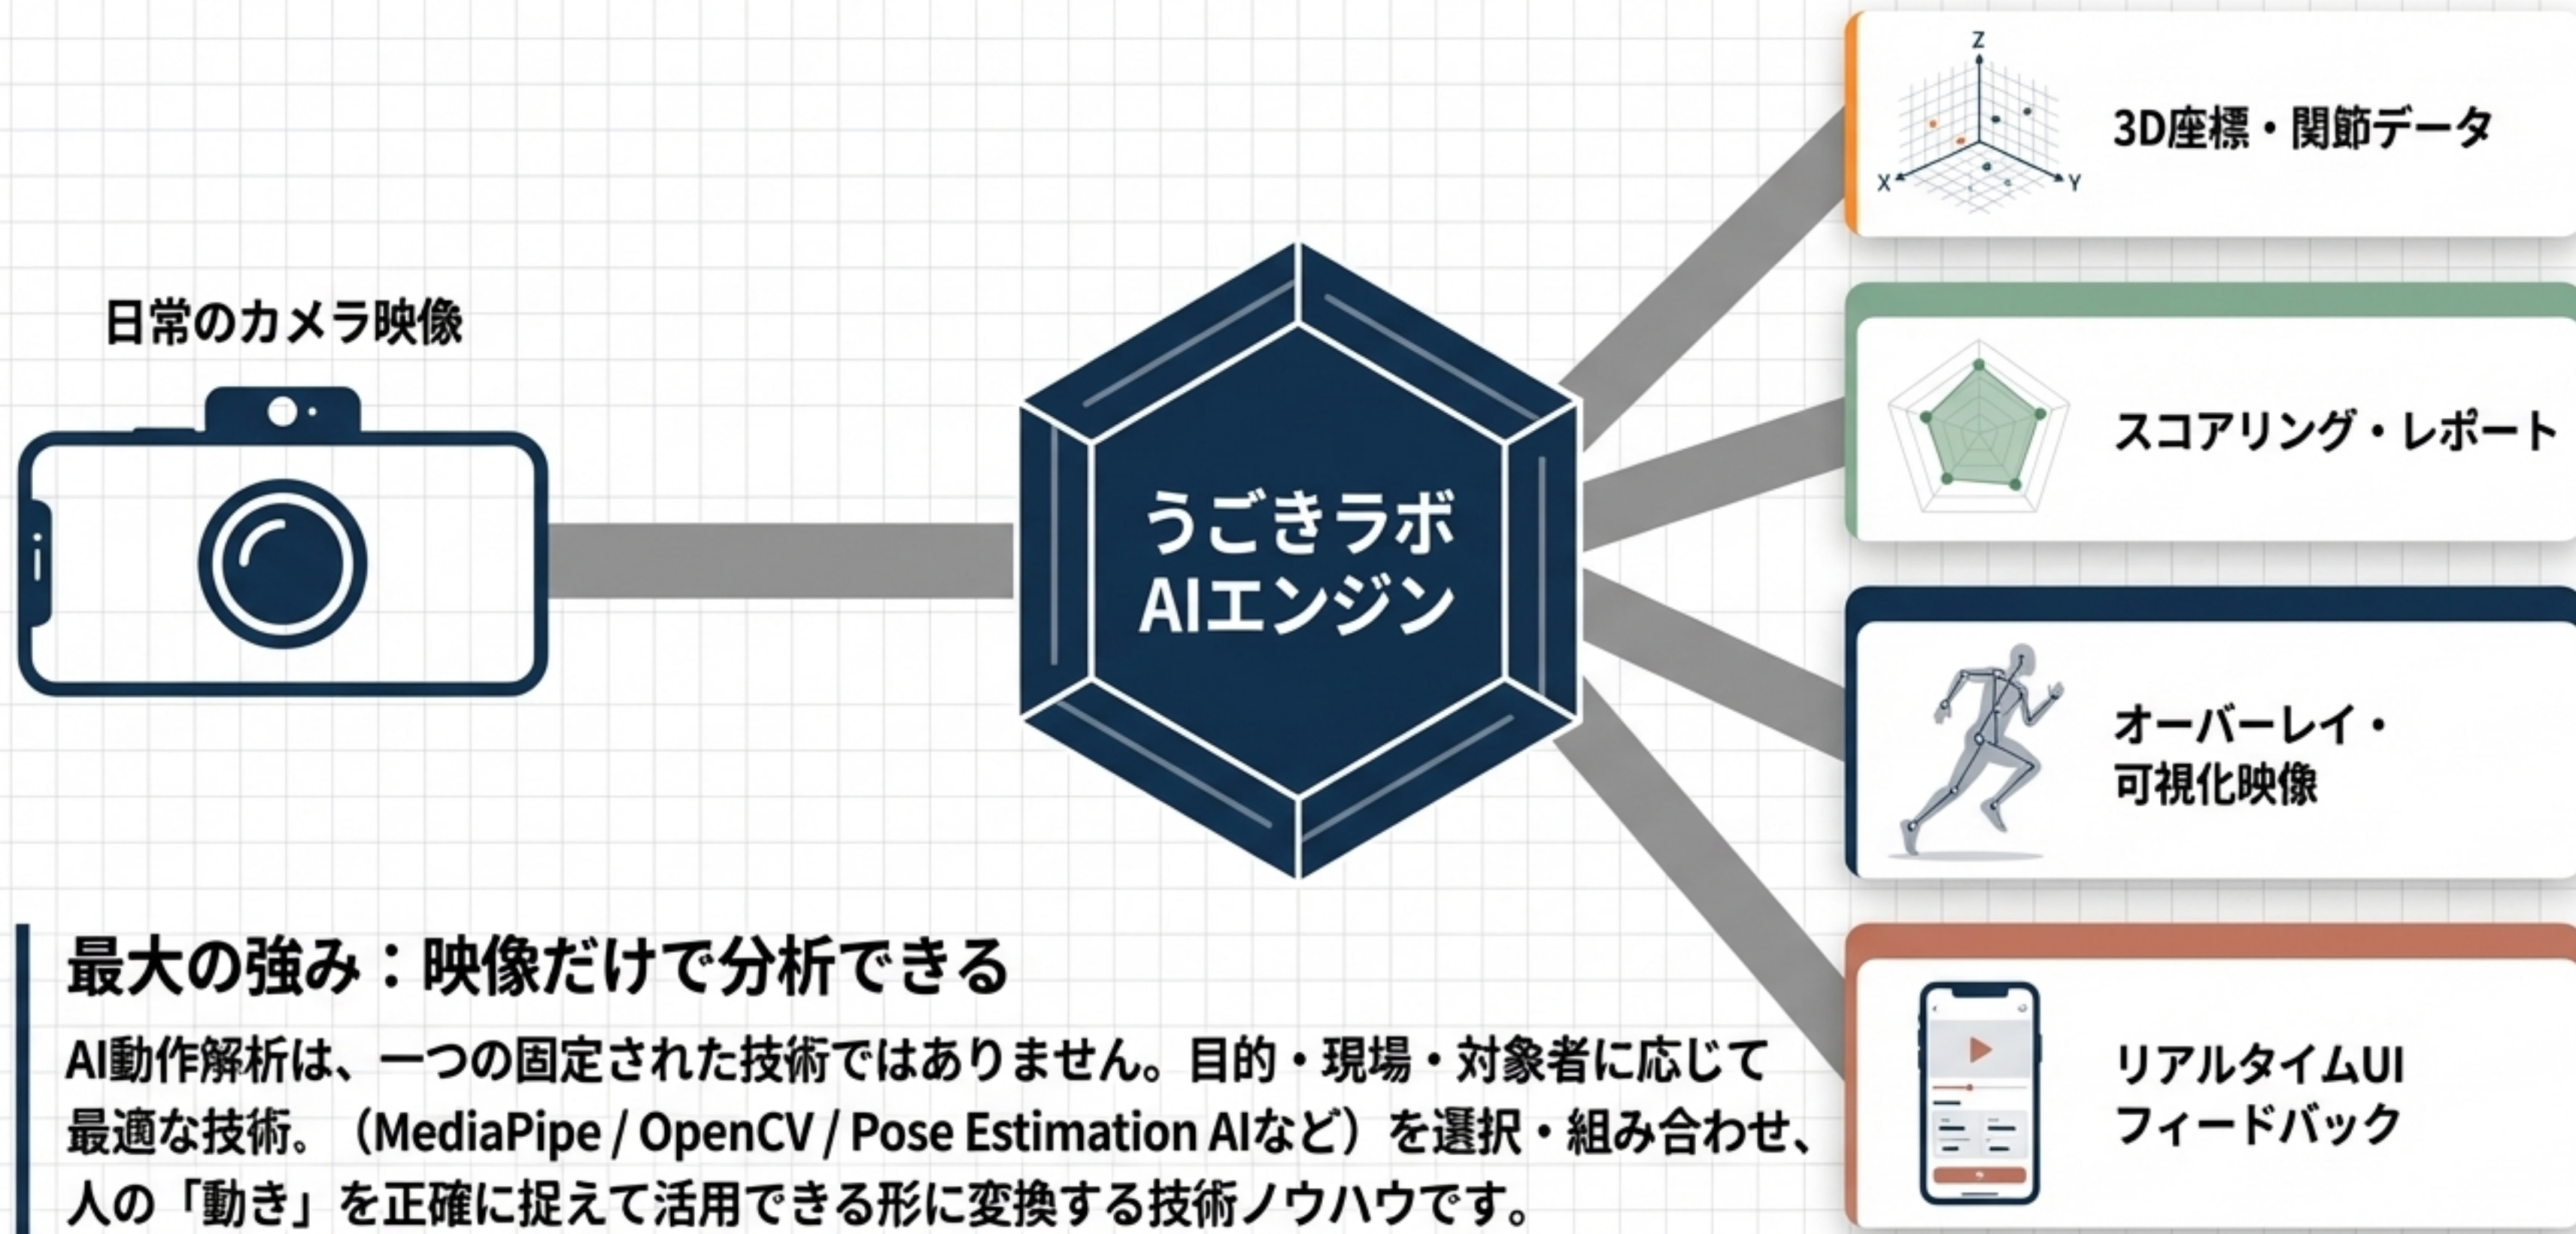 日常のカメラ映像
うごきラボ
AIエンジン
Z
X
Y
3D座標・関節データ
スコアリング・レポート
オーバーレイ・
可視化映像
リアルタイムUI
フィードバック
最大の強み：映像だけで分析できる
AI動作解析は、一つの固定された技術ではありません。目的・現場・対象者に応じて
最適な技術。（MediaPipe / OpenCV / Pose Estimation AIなど）を選択・組み合わせ、
人の「動き」を正確に捉えて活用できる形に変換する技術ノウハウです。